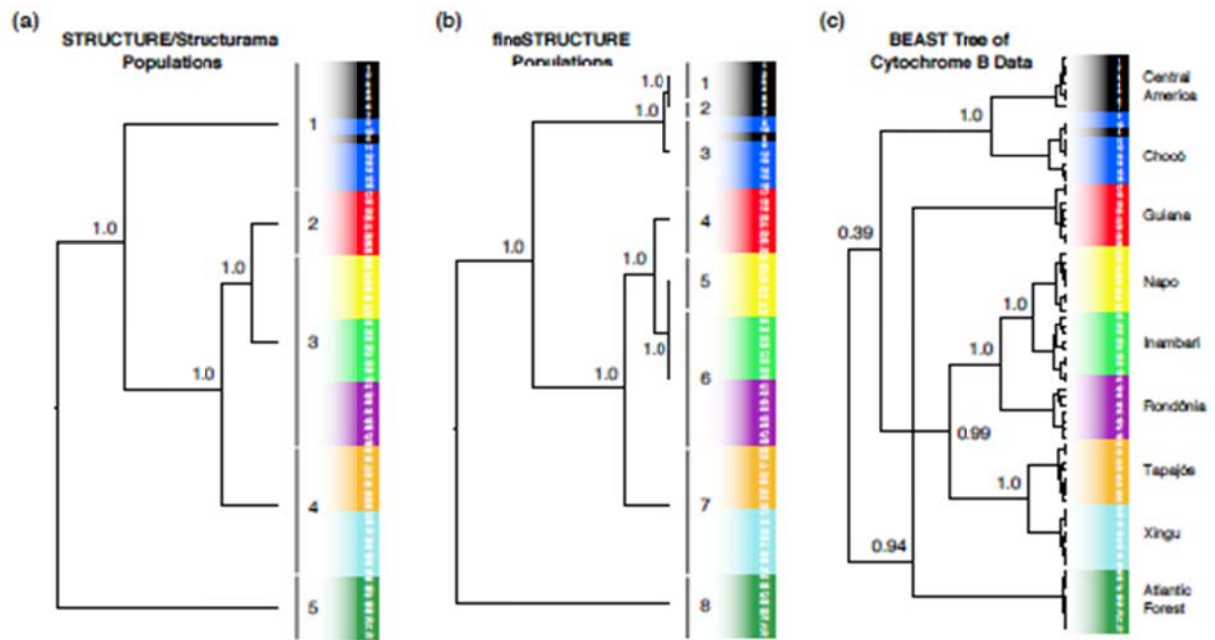 (a)
STRUCTURE/Structurama
Populations
1.0
1.0
1.0
1
2
3
4
5
(b)
fineSTRUCTURE
Populations
1.0
1.0
1.0
1.0
1.0
1.0
1
2
3
4
5
6
7
8
(c)
BEAST Tree of
Cytochrome B Data
1.0
0.39
1.0
1.0
0.99
1.0
0.94
Central
America
Chocó
Guiana
Napo
Inambari
Rondônia
Tapajós
Xingu
Atlantic
Forest